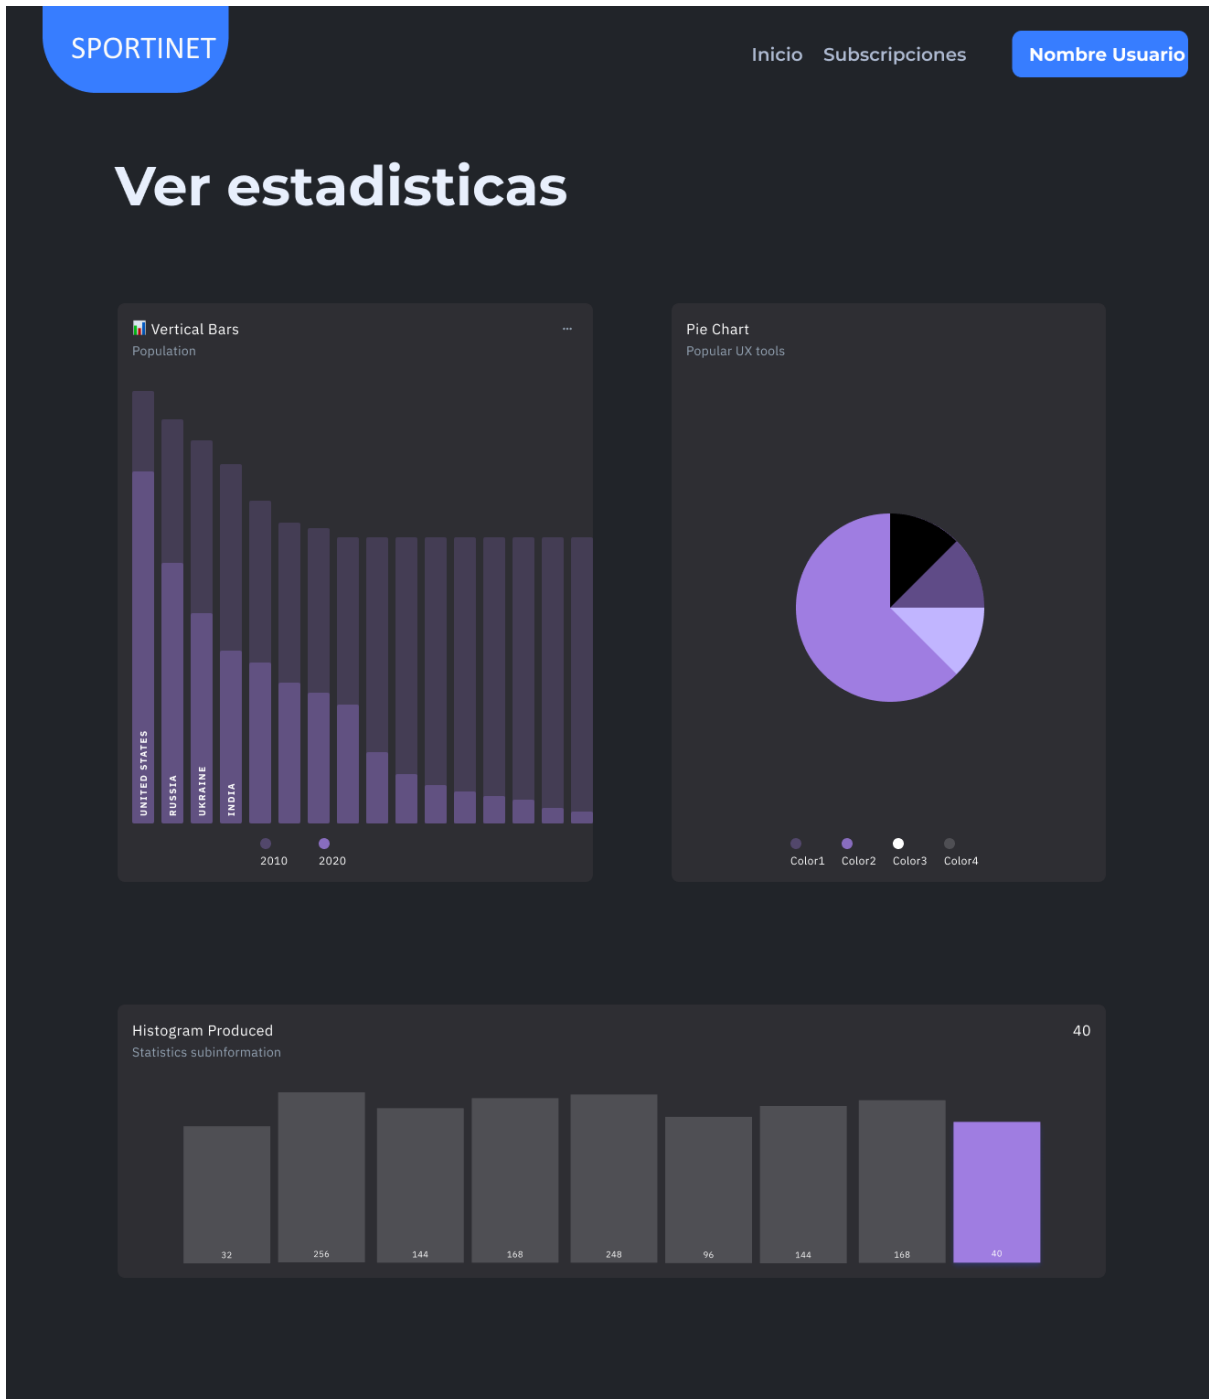 SPORTINET
Inicio Subscripciones Nombre Usuario
Ver estadisticas
📊 Vertical Bars ...
Population
UNITED STATES
RUSSIA
UKRAINE
INDIA
2010 2020
Pie Chart
Popular UX tools
Color1 Color2 Color3 Color4
Histogram Produced 40
Statistics subinformation
32 256 144 168 248 96 144 168 40